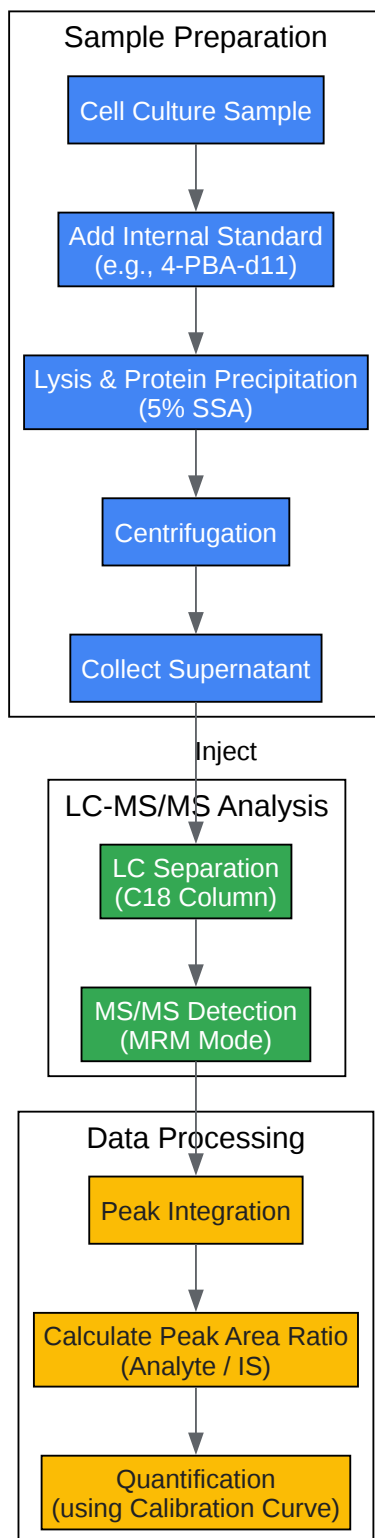 Sample Preparation
Cell Culture Sample
Add Internal Standard
(e.g., 4-PBA-d11)
Lysis & Protein Precipitation
(5% SSA)
Centrifugation
Collect Supernatant
Inject
LC-MS/MS Analysis
LC Separation
(C18 Column)
MS/MS Detection
(MRM Mode)
Data Processing
Peak Integration
Calculate Peak Area Ratio
(Analyte / IS)
Quantification
(using Calibration Curve)